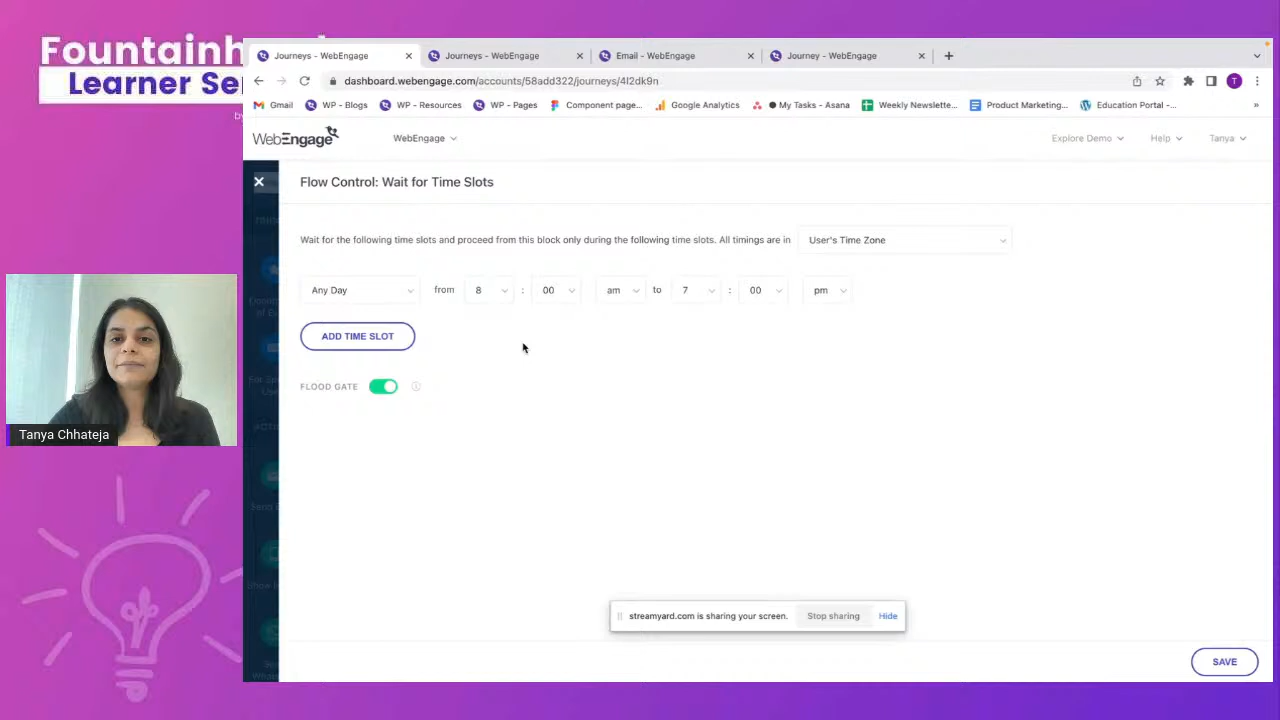 Fountainh
Learner Se
by
Journeys - WebEngage
Journeys - WebEngage
Email - WebEngage
Journey - WebEngage
dashboard.webengage.com/accounts/58add322/journeys/4l2dk9n
T
Gmail
WP - Blogs
WP - Resources
WP - Pages
Component page...
Google Analytics
My Tasks - Asana
Weekly Newslette...
Product Marketing...
Education Portal -...
»
WebEngage
WebEngage
Explore Demo
Help
Tanya
Flow Control: Wait for Time Slots
Wait for the following time slots and proceed from this block only during the following time slots. All timings are in User's Time Zone
Any Day from 8 : 00 am to 7 : 00 pm
ADD TIME SLOT
FLOOD GATE
Tanya Chhateja
streamyard.com is sharing your screen. Stop sharing Hide
SAVE